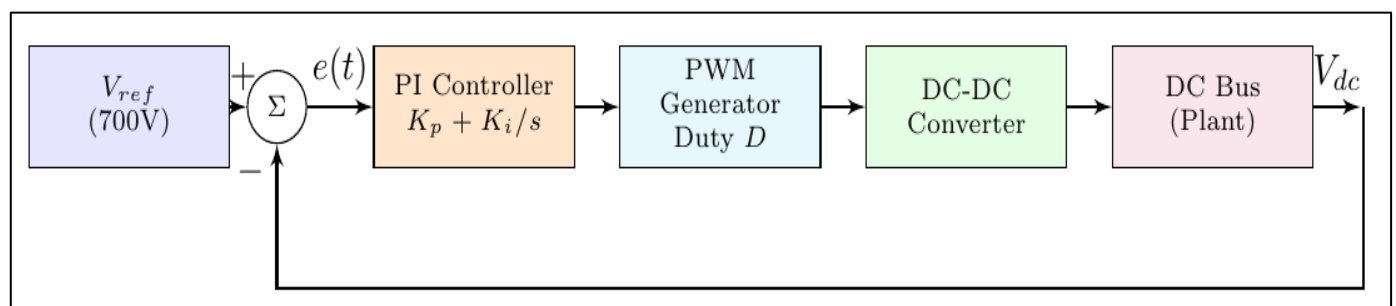 V_ref
(700V)
+
−
Σ
e(t)
PI Controller
K_p + K_i/s
PWM
Generator
Duty D
DC-DC
Converter
DC Bus
(Plant)
V_dc